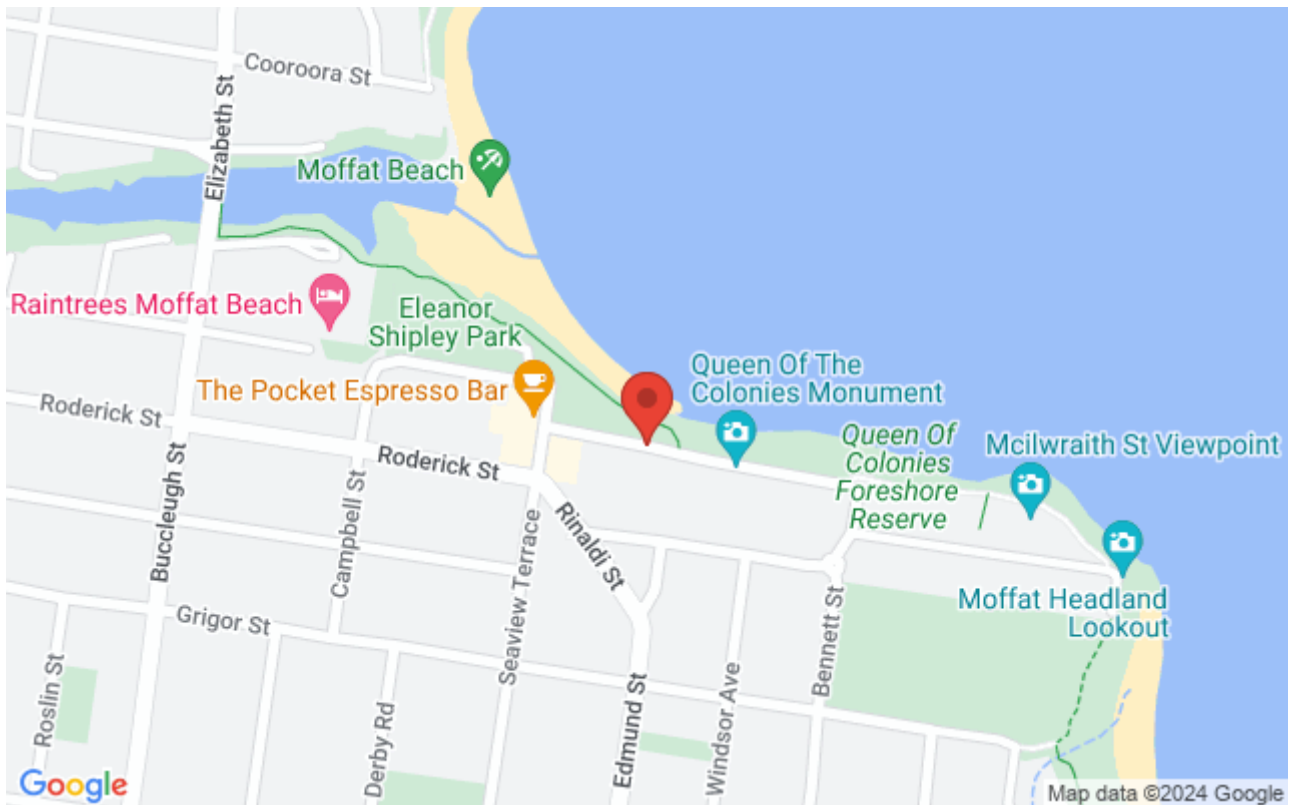 Cooroora St
Elizabeth St
Moffat Beach
Raintrees Moffat Beach
Eleanor
Shipley Park
Queen Of The
Colonies Monument
The Pocket Espresso Bar
Roderick St
Roderick St
Queen Of
Colonies
Foreshore
Reserve
Mcilwraith St Viewpoint
Buccleugh St
Campbell St
Seaview Terrace
Rinaldi St
Moffat Headland
Lookout
Grigor St
Bennett St
Roslin St
Derby Rd
Edmund St
Windsor Ave
Google
Map data ©2024 Google